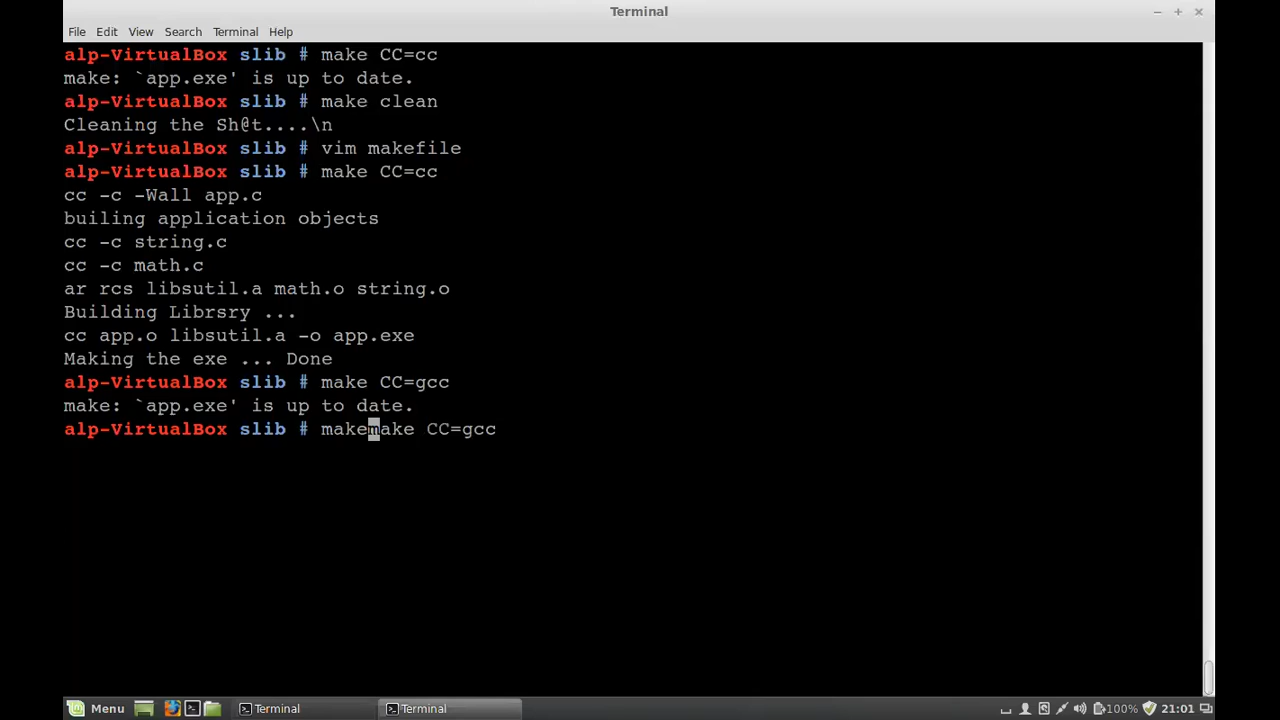 Terminal
File Edit View Search Terminal Help
alp-VirtualBox slib # make CC=cc
make: `app.exe' is up to date.
alp-VirtualBox slib # make clean
Cleaning the Sh@t....\n
alp-VirtualBox slib # vim makefile
alp-VirtualBox slib # make CC=cc
cc -c -Wall app.c
builing application objects
cc -c string.c
cc -c math.c
ar rcs libsutil.a math.o string.o
Building Librsry ...
cc app.o libsutil.a -o app.exe
Making the exe ... Done
alp-VirtualBox slib # make CC=gcc
make: `app.exe' is up to date.
alp-VirtualBox slib # makemake CC=gcc
Menu Terminal Terminal 100% 21:01